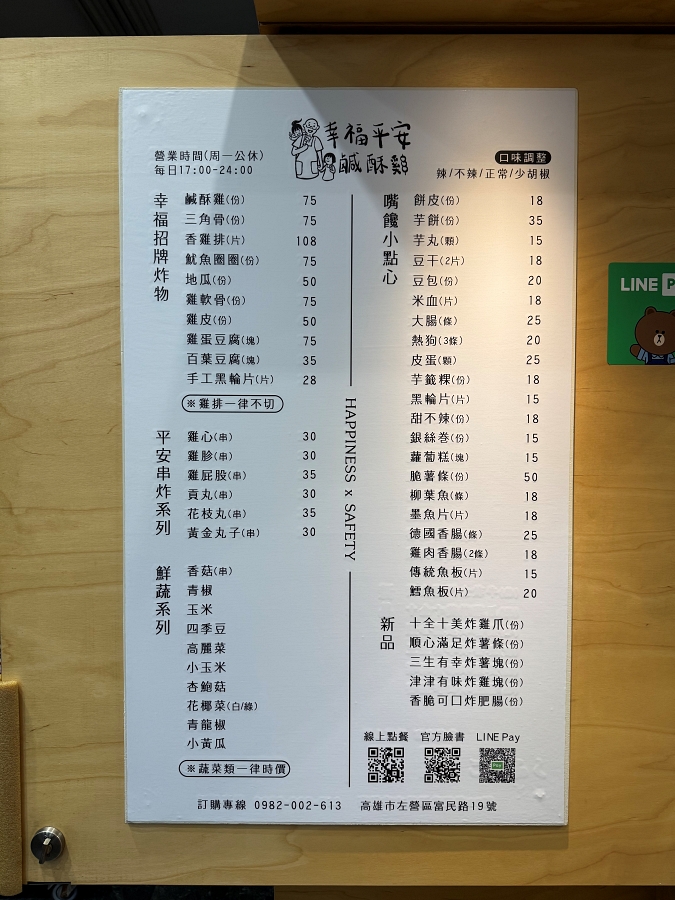 幸福平安
鹹酥雞
營業時間(周一公休)
每日17:00-24:00
口味調整
辣/不辣/正常/少胡椒
幸福招牌炸物
鹹酥雞(份) 75
三角骨(份) 75
香雞排(片) 108
魷魚圈圈(份) 75
地瓜(份) 50
雞軟骨(份) 75
雞皮(份) 50
雞蛋豆腐(塊) 75
百葉豆腐(塊) 35
手工黑輪片(片) 28
※雞排一律不切
平安串炸系列
雞心(串) 30
雞胗(串) 30
雞屁股(串) 35
貢丸(串) 30
花枝丸(串) 35
黃金丸子(串) 30
鮮蔬系列
香菇(串)
青椒
玉米
四季豆
高麗菜
小玉米
杏鮑菇
花椰菜(白/綠)
青龍椒
小黃瓜
※蔬菜類一律時價
HAPPINESS x SAFETY
嘴饞小點心
餅皮(份) 18
芋餅(份) 35
芋丸(顆) 15
豆干(2片) 18
豆包(份) 20
米血(片) 18
大腸(條) 25
熱狗(3條) 20
皮蛋(顆) 25
芋籤粿(份) 18
黑輪片(片) 15
甜不辣(份) 18
銀絲卷(份) 15
蘿蔔糕(塊) 15
脆薯條(份) 50
柳葉魚(條) 18
墨魚片(片) 18
德國香腸(條) 25
雞肉香腸(2條) 18
傳統魚板(片) 15
鱈魚板(片) 20
新品
十全十美炸雞爪(份)
順心滿足炸薯條(份)
三生有幸炸薯塊(份)
津津有味炸雞塊(份)
香脆可口炸肥腸(份)
線上點餐 官方臉書 LINE Pay
訂購專線 0982-002-613 高雄市左營區富民路19號
LINE P